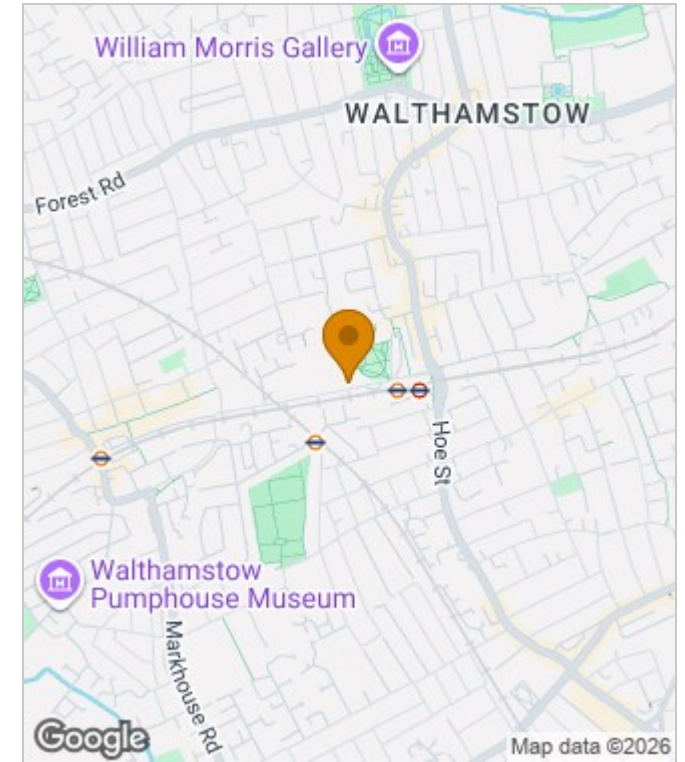 William Morris Gallery
WALTHAMSTOW
Forest Rd
Hoe St
Walthamstow
Pumphouse Museum
Markhouse Rd
Google
Map data ©2026